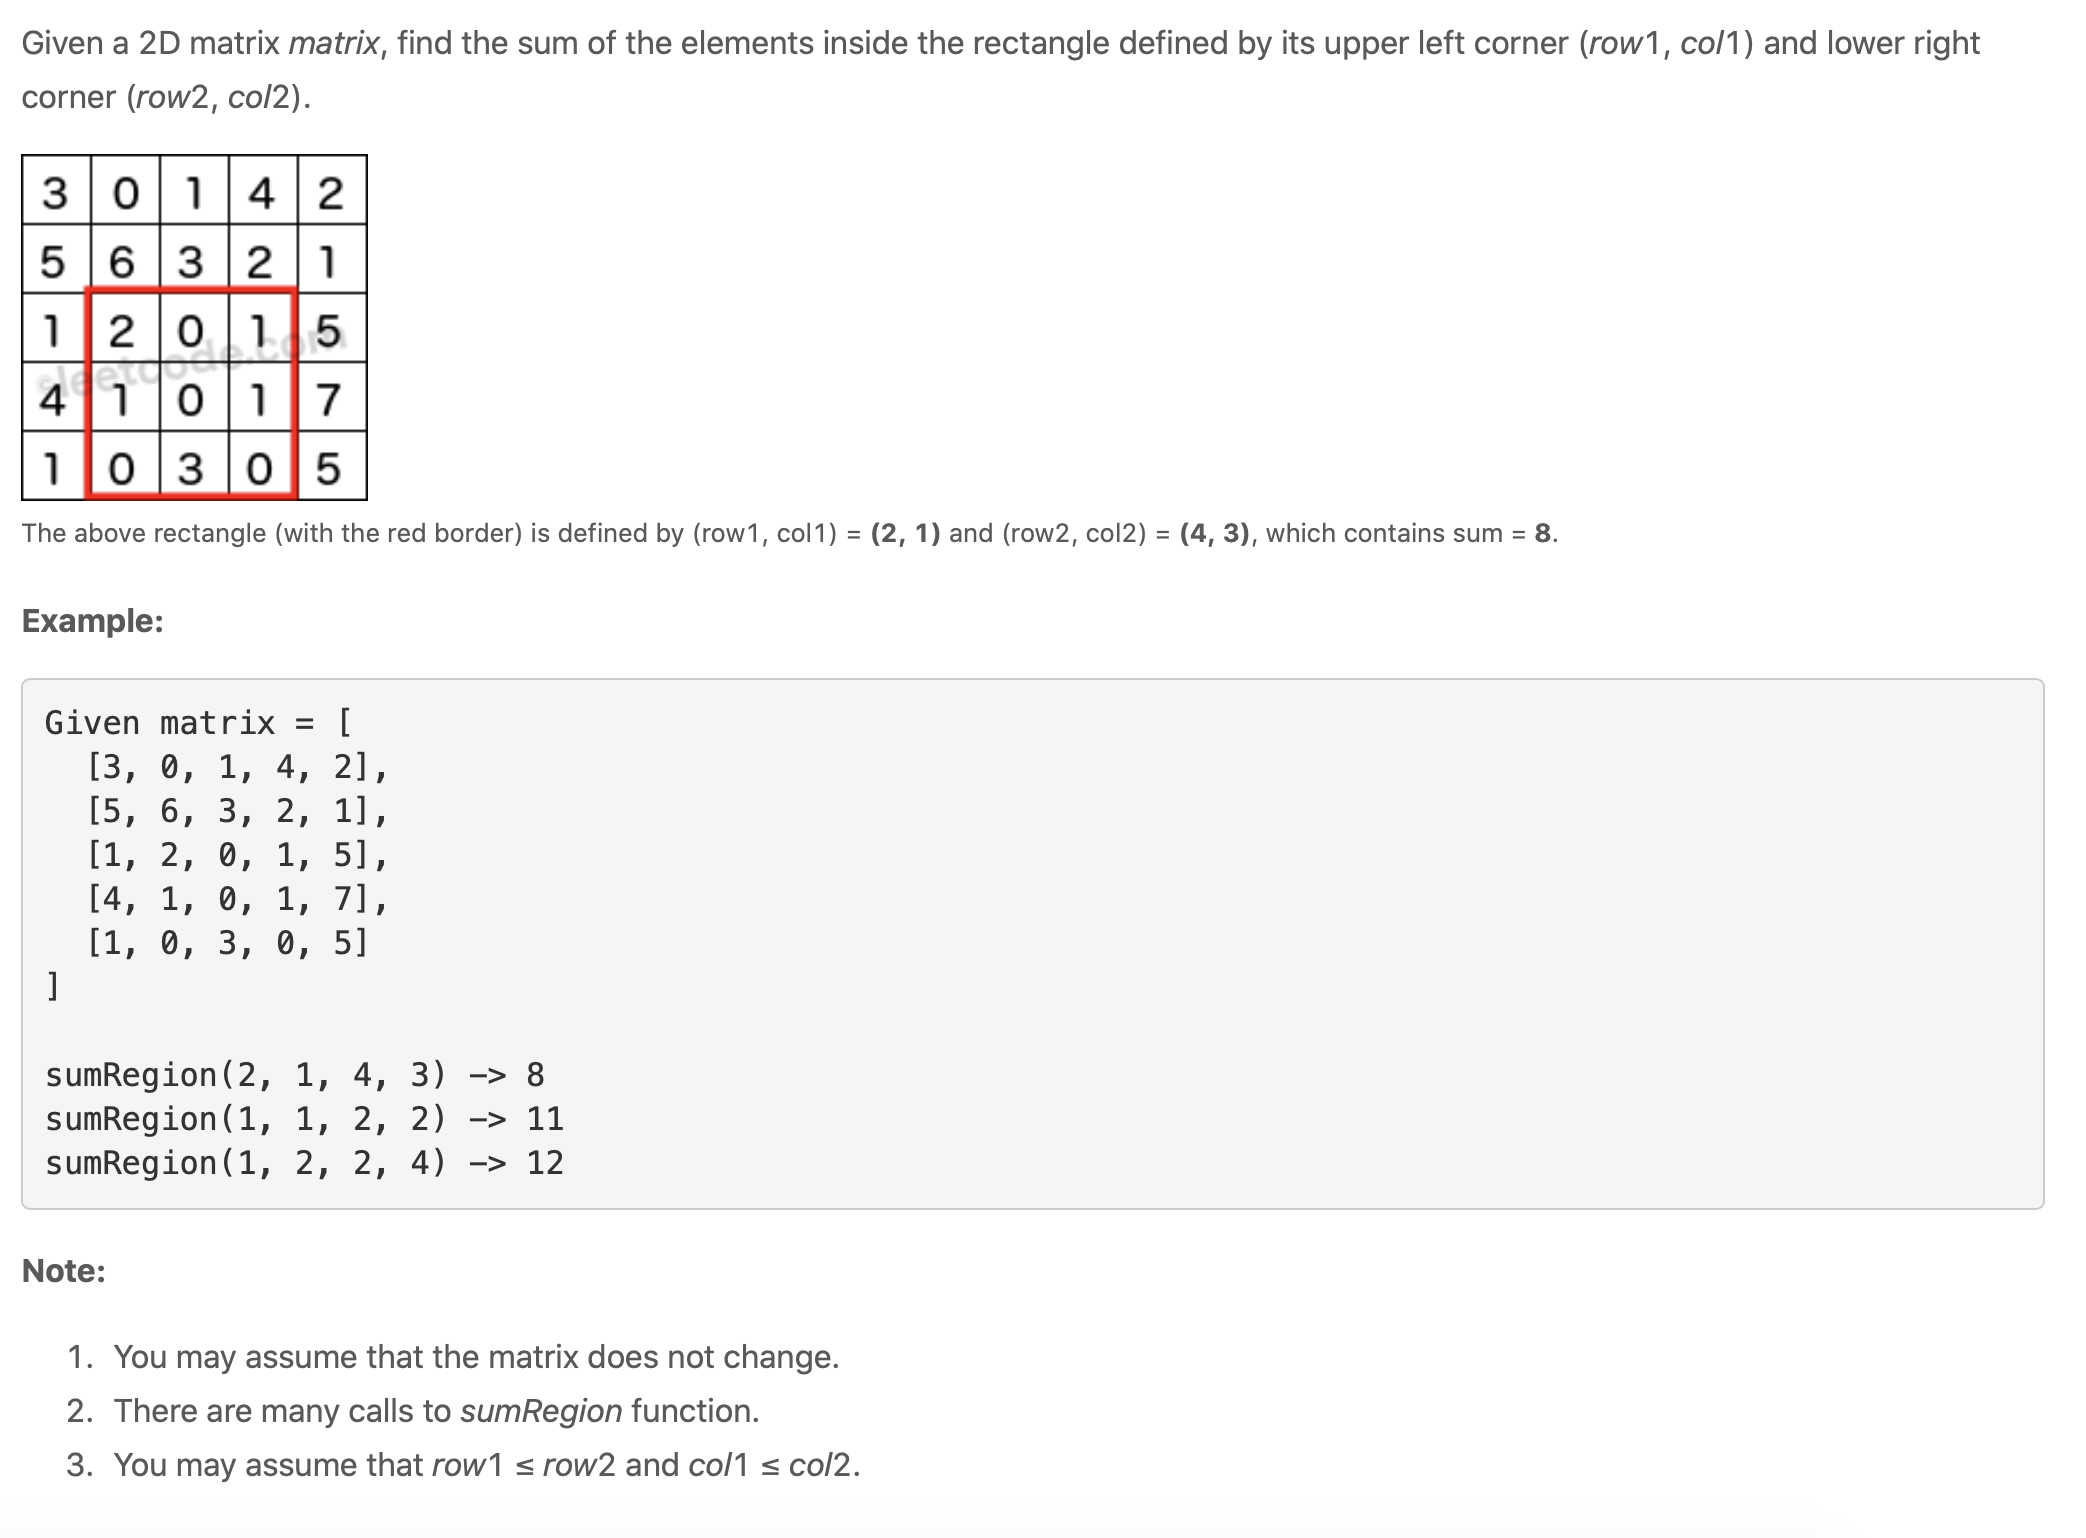 Given a 2D matrix matrix, find the sum of the elements inside the rectangle defined by its upper left corner (row1, col1) and lower right
corner (row2, col2).
3 0 1 4 2
5 6 3 2 1
1 2 0 1 5
©leetcode.com
4 1 0 1 7
1 0 3 0 5
The above rectangle (with the red border) is defined by (row1, col1) = (2, 1) and (row2, col2) = (4, 3), which contains sum = 8.
Example:
Given matrix = [
[3, 0, 1, 4, 2],
[5, 6, 3, 2, 1],
[1, 2, 0, 1, 5],
[4, 1, 0, 1, 7],
[1, 0, 3, 0, 5]
]
sumRegion(2, 1, 4, 3) -> 8
sumRegion(1, 1, 2, 2) -> 11
sumRegion(1, 2, 2, 4) -> 12
Note:
1. You may assume that the matrix does not change.
2. There are many calls to sumRegion function.
3. You may assume that row1 ≤ row2 and col1 ≤ col2.